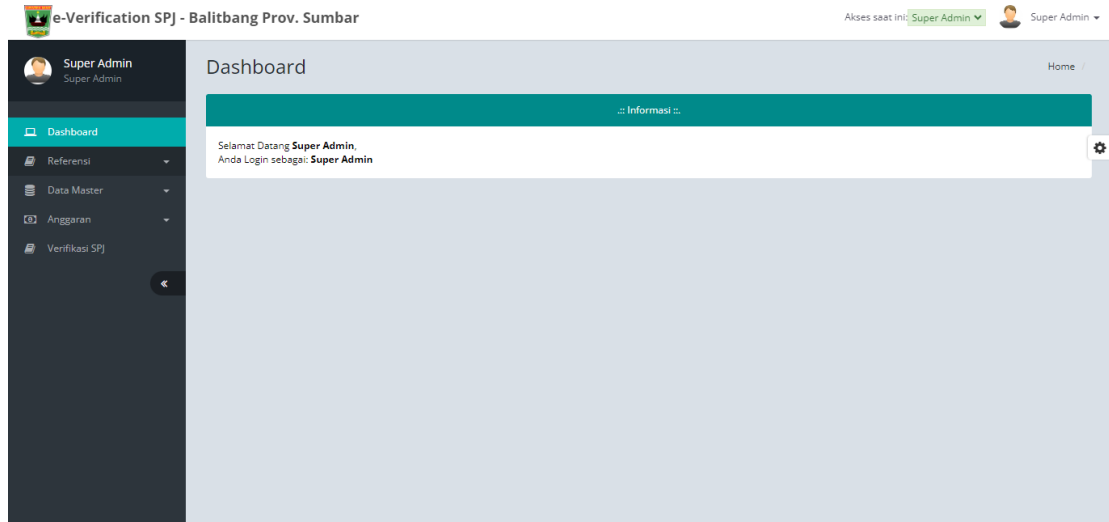 e-Verification SPJ - Balitbang Prov. Sumbar
Akses saat ini: Super Admin
Super Admin
Super Admin
Super Admin
Dashboard
Referensi
Data Master
Anggaran
Verifikasi SPJ
Dashboard
Home /
.:: Informasi ::.
Selamat Datang Super Admin,
Anda Login sebagai: Super Admin